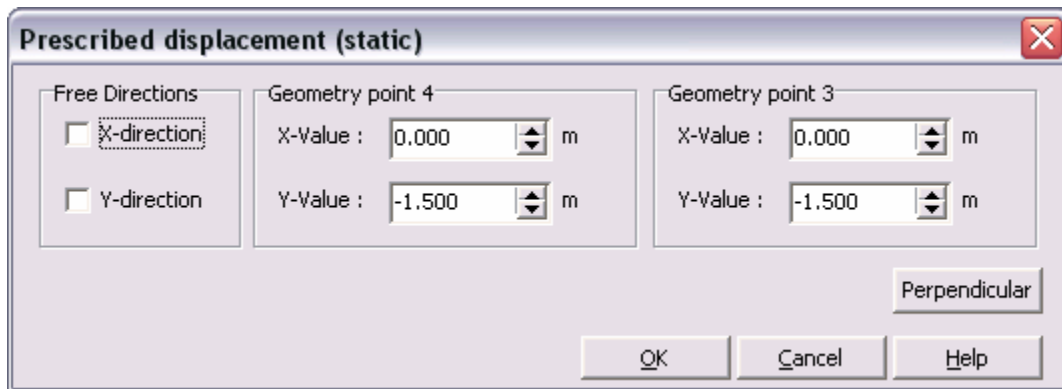 Prescribed displacement (static)
Free Directions
X-direction
Y-direction
Geometry point 4
X-Value : 0.000 m
Y-Value : -1.500 m
Geometry point 3
X-Value : 0.000 m
Y-Value : -1.500 m
Perpendicular
OK Cancel Help